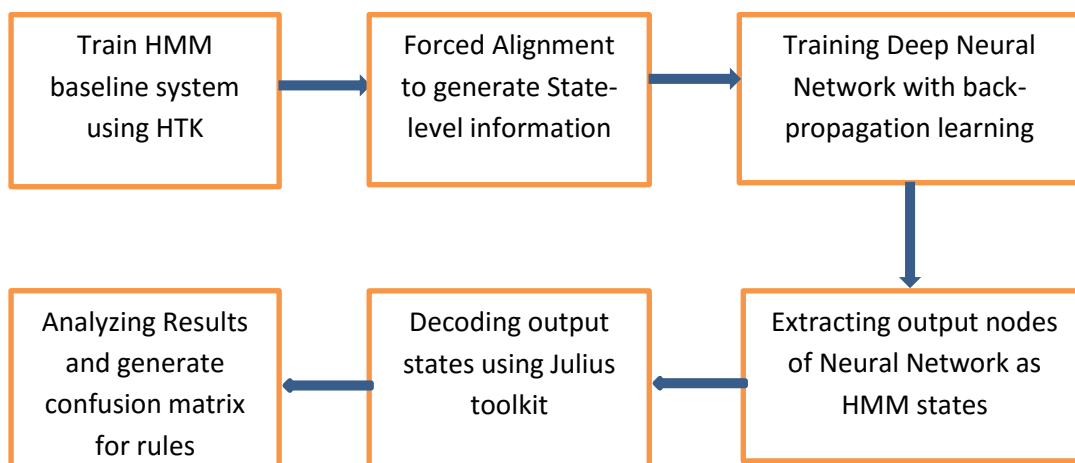 Train HMM
baseline system
using HTK
Forced Alignment
to generate State-
level information
Training Deep Neural
Network with back-
propagation learning
Extracting output nodes
of Neural Network as
HMM states
Decoding output
states using Julius
toolkit
Analyzing Results
and generate
confusion matrix
for rules